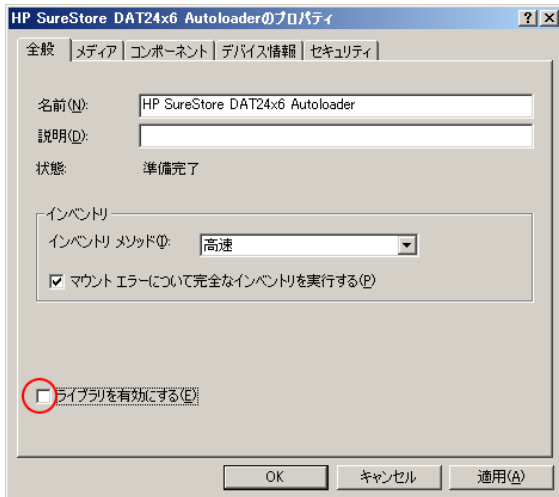 HP SureStore DAT24x6 Autoloaderのプロパティ
全般 メディア コンポーネント デバイス情報 セキュリティ
名前(N): HP SureStore DAT24x6 Autoloader
説明(D):
状態: 準備完了
インベントリ
インベントリ メソッド(I): 高速
マウント エラーについて完全なインベントリを実行する(P)
ライブラリを有効にする(E)
OK キャンセル 適用(A)